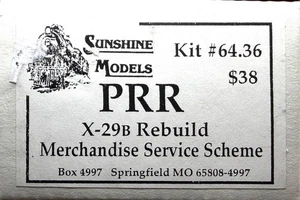 Sunshine Models
Kit #64.36
$38
PRR
X-29B Rebuild
Merchandise Service Scheme
Box 4997 Springfield MO 65808-4997